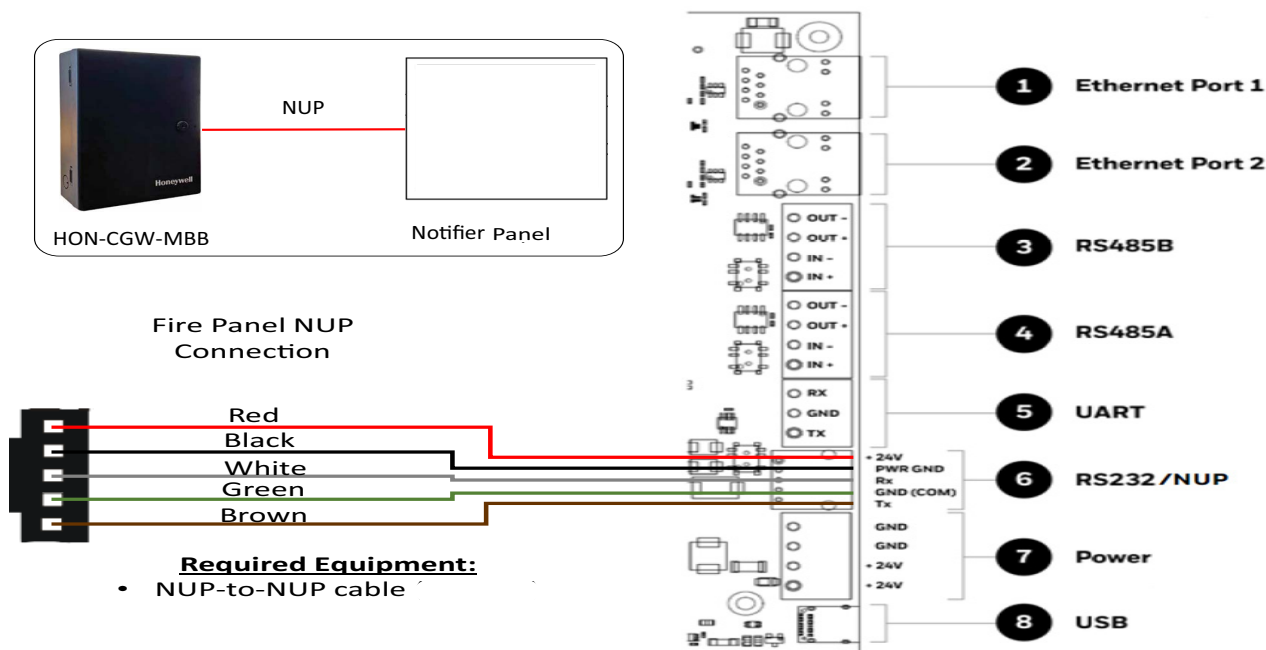 NUP
Honeywell
HON-CGW-MBB
Notifier Panel
Fire Panel NUP
Connection
Red
Black
White
Green
Brown
Required Equipment:
• NUP-to-NUP cable
1 Ethernet Port 1
2 Ethernet Port 2
OUT -
OUT +
IN -
IN +
3 RS485B
OUT -
OUT +
IN -
IN +
4 RS485A
RX
GND
TX
5 UART
+ 24V
PWR GND
Rx
GND (COM)
Tx
6 RS232/NUP
GND
GND
+ 24V
+ 24V
7 Power
8 USB